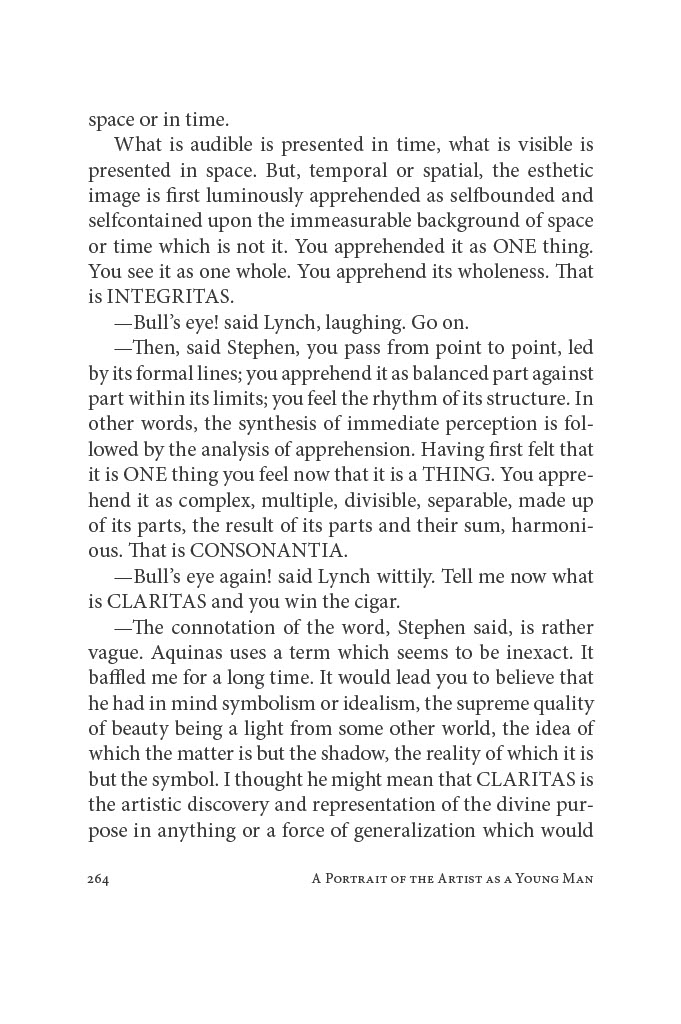 space or in time.
What is audible is presented in time, what is visible is
presented in space. But, temporal or spatial, the esthetic
image is first luminously apprehended as selfbounded and
selfcontained upon the immeasurable background of space
or time which is not it. You apprehended it as ONE thing.
You see it as one whole. You apprehend its wholeness. That
is INTEGRITAS.
—Bull’s eye! said Lynch, laughing. Go on.
—Then, said Stephen, you pass from point to point, led
by its formal lines; you apprehend it as balanced part against
part within its limits; you feel the rhythm of its structure. In
other words, the synthesis of immediate perception is fol-
lowed by the analysis of apprehension. Having first felt that
it is ONE thing you feel now that it is a THING. You appre-
hend it as complex, multiple, divisible, separable, made up
of its parts, the result of its parts and their sum, harmoni-
ous. That is CONSONANTIA.
—Bull’s eye again! said Lynch wittily. Tell me now what
is CLARITAS and you win the cigar.
—The connotation of the word, Stephen said, is rather
vague. Aquinas uses a term which seems to be inexact. It
baffled me for a long time. It would lead you to believe that
he had in mind symbolism or idealism, the supreme quality
of beauty being a light from some other world, the idea of
which the matter is but the shadow, the reality of which it is
but the symbol. I thought he might mean that CLARITAS is
the artistic discovery and representation of the divine pur-
pose in anything or a force of generalization which would
264 A Portrait of the Artist as a Young Man